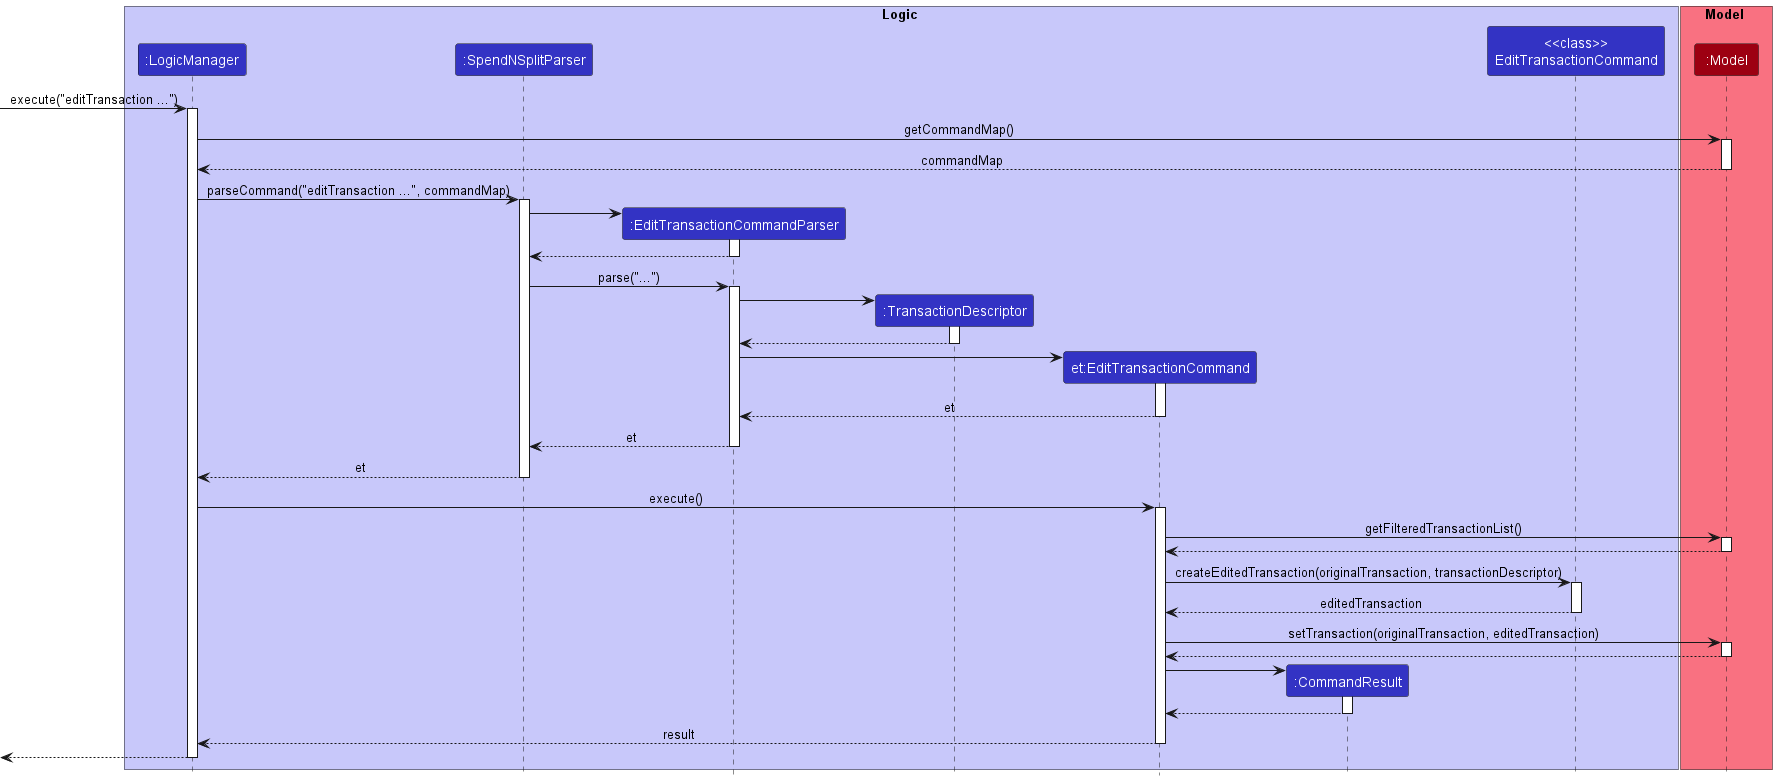 Logic
Model
:LogicManager
:SpendNSplitParser
<<class>>
EditTransactionCommand
:Model
execute("editTransaction ...")
getCommandMap()
commandMap
parseCommand("editTransaction ...", commandMap)
:EditTransactionCommandParser
parse("...")
:TransactionDescriptor
et:EditTransactionCommand
et
et
et
execute()
getFilteredTransactionList()
createEditedTransaction(originalTransaction, transactionDescriptor)
editedTransaction
setTransaction(originalTransaction, editedTransaction)
:CommandResult
result